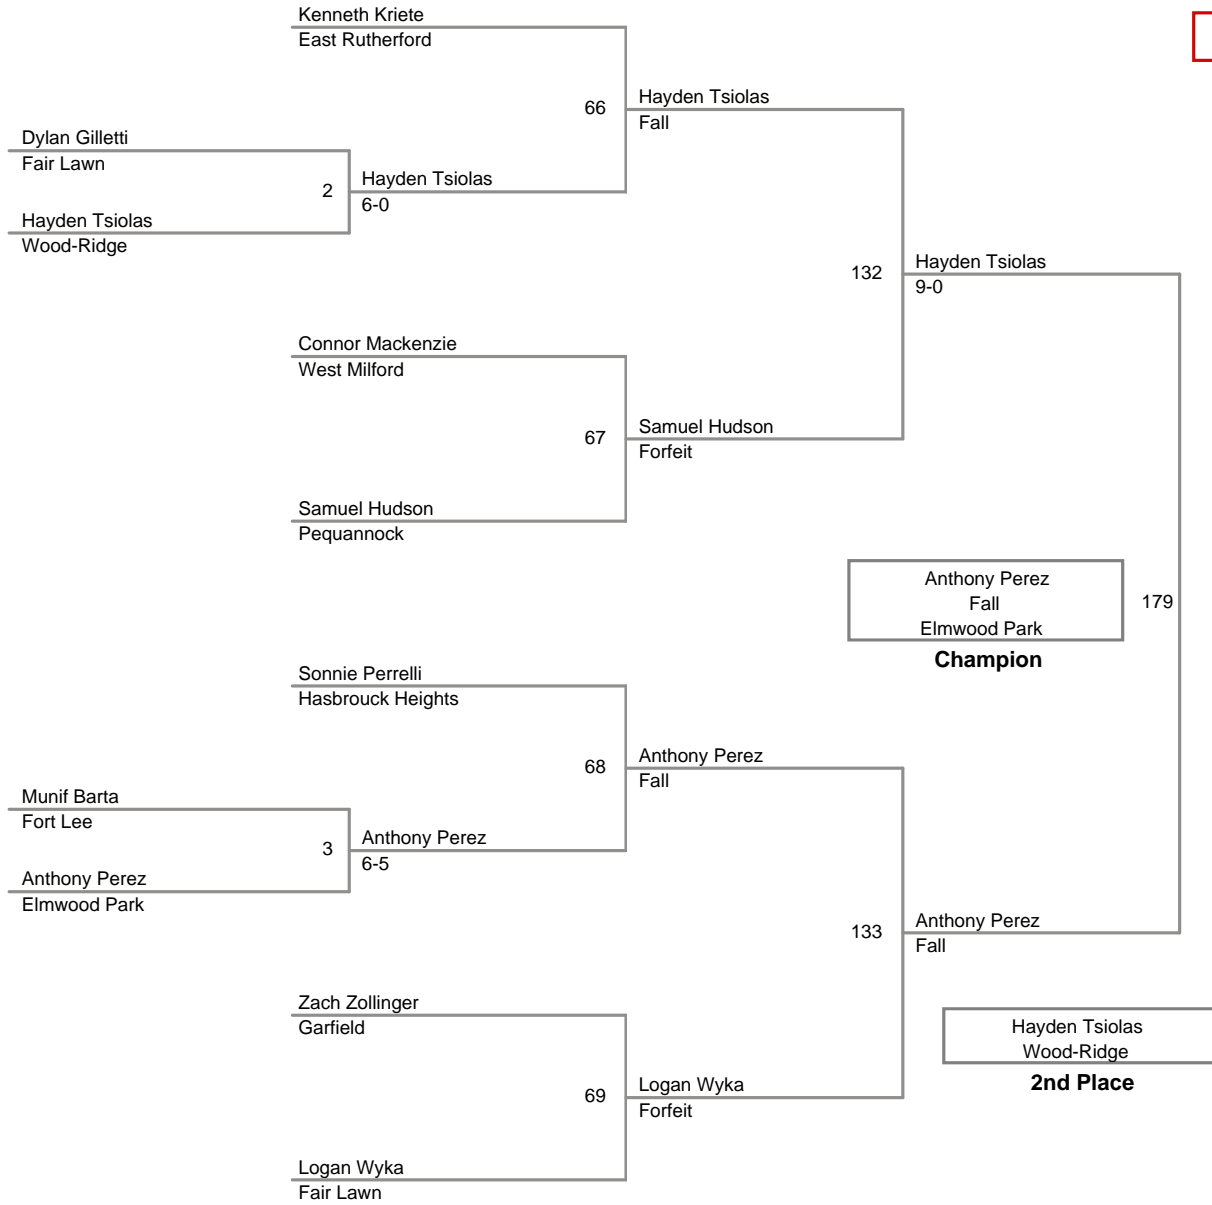 Kenneth Kriete
East Rutherford
66
Hayden Tsiolas
Fall
Dylan Gilletti
Fair Lawn
2
Hayden Tsiolas
6-0
Hayden Tsiolas
Wood-Ridge
132
Hayden Tsiolas
9-0
Connor Mackenzie
West Milford
67
Samuel Hudson
Forfeit
Samuel Hudson
Pequannock
Anthony Perez
Fall
Elmwood Park
Champion
179
Sonnie Perrelli
Hasbrouck Heights
68
Anthony Perez
Fall
Munif Barta
Fort Lee
3
Anthony Perez
6-5
Anthony Perez
Elmwood Park
133
Anthony Perez
Fall
Zach Zollinger
Garfield
Hayden Tsiolas
Wood-Ridge
2nd Place
69
Logan Wyka
Forfeit
Logan Wyka
Fair Lawn